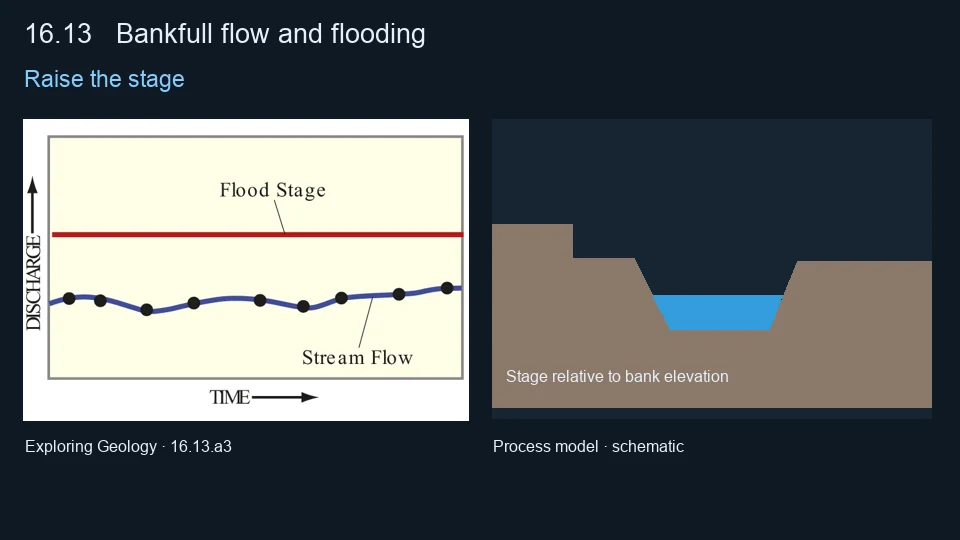 16.13 Bankfull flow and flooding
Raise the stage
Flood Stage
DISCHARGE
Stream Flow
TIME
Stage relative to bank elevation
Exploring Geology · 16.13.a3
Process model · schematic